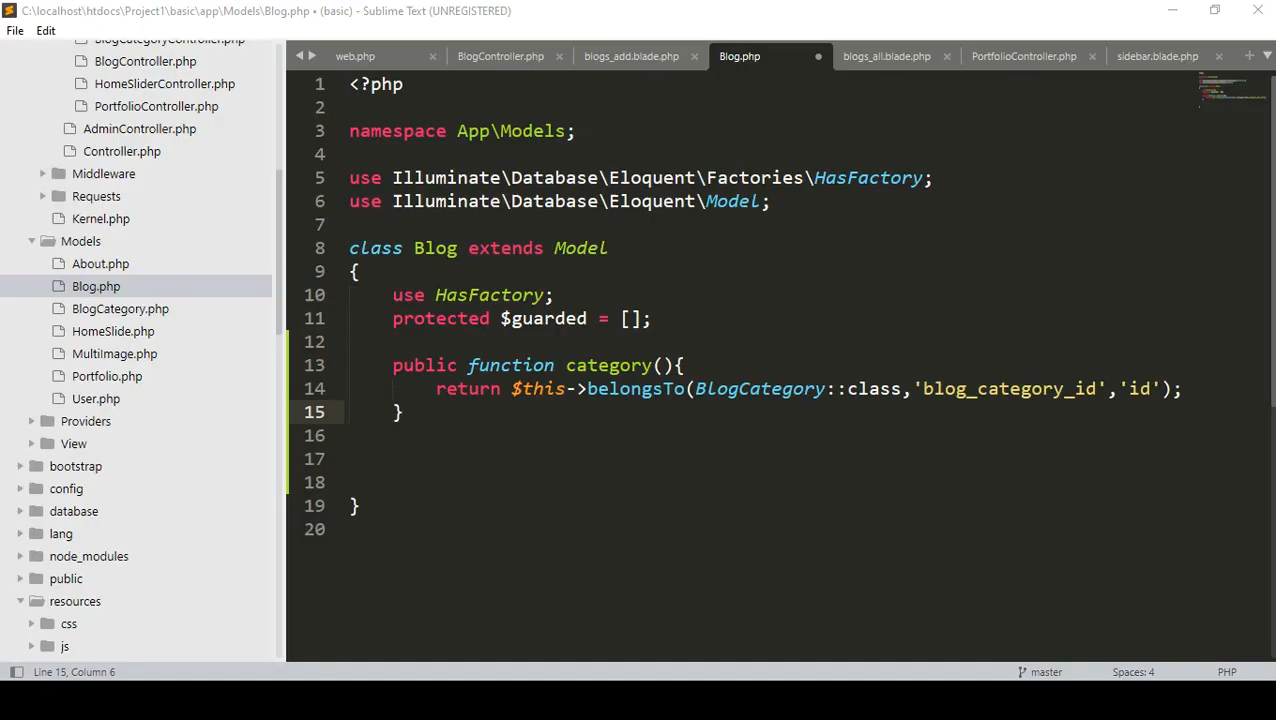 C:\localhost\htdocs\Project1\basic\app\Models\Blog.php • (basic) - Sublime Text (UNREGISTERED)
File Edit
BlogCategoryController.php
BlogController.php
HomeSliderController.php
PortfolioController.php
AdminController.php
Controller.php
Middleware
Requests
Kernel.php
Models
About.php
Blog.php
BlogCategory.php
HomeSlide.php
MultiImage.php
Portfolio.php
User.php
Providers
View
bootstrap
config
database
lang
node_modules
public
resources
css
js
web.php BlogController.php blogs_add.blade.php Blog.php blogs_all.blade.php PortfolioController.php sidebar.blade.php
1 <?php
2
3 namespace App\Models;
4
5 use Illuminate\Database\Eloquent\Factories\HasFactory;
6 use Illuminate\Database\Eloquent\Model;
7
8 class Blog extends Model
9 {
10 use HasFactory;
11 protected $guarded = [];
12
13 public function category(){
14 return $this->belongsTo(BlogCategory::class,'blog_category_id','id');
15 }
16
17
18
19 }
20
Line 15, Column 6 master Spaces: 4 PHP